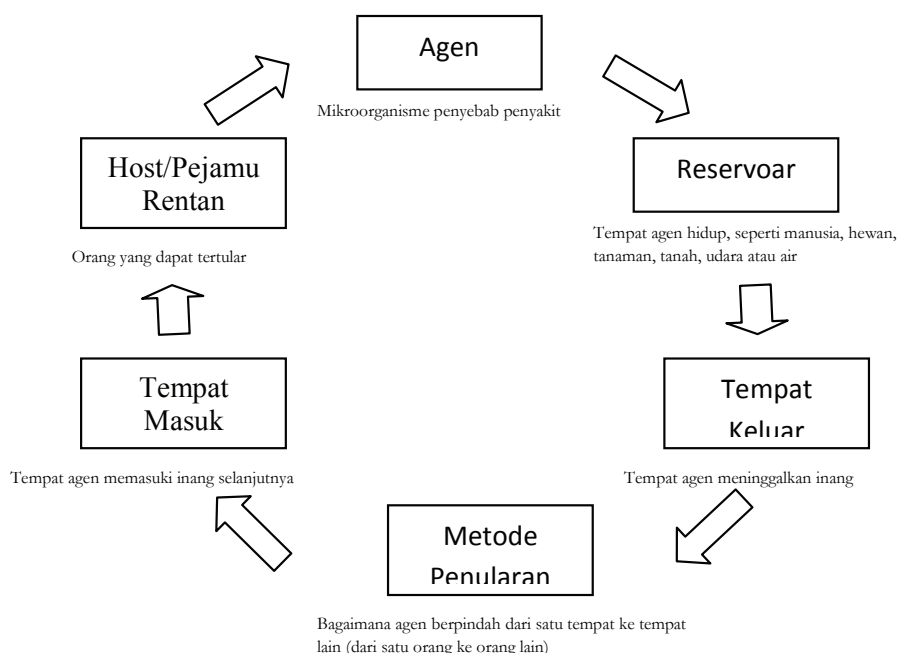 Agen
Mikroorganisme penyebab penyakit
Reservoar
Tempat agen hidup, seperti manusia, hewan,
tanaman, tanah, udara atau air
Tempat
Keluar
Tempat agen meninggalkan inang
Metode
Penularan
Bagaimana agen berpindah dari satu tempat ke tempat
lain (dari satu orang ke orang lain)
Tempat
Masuk
Tempat agen memasuki inang selanjutnya
Host/Pejamu
Rentan
Orang yang dapat tertular